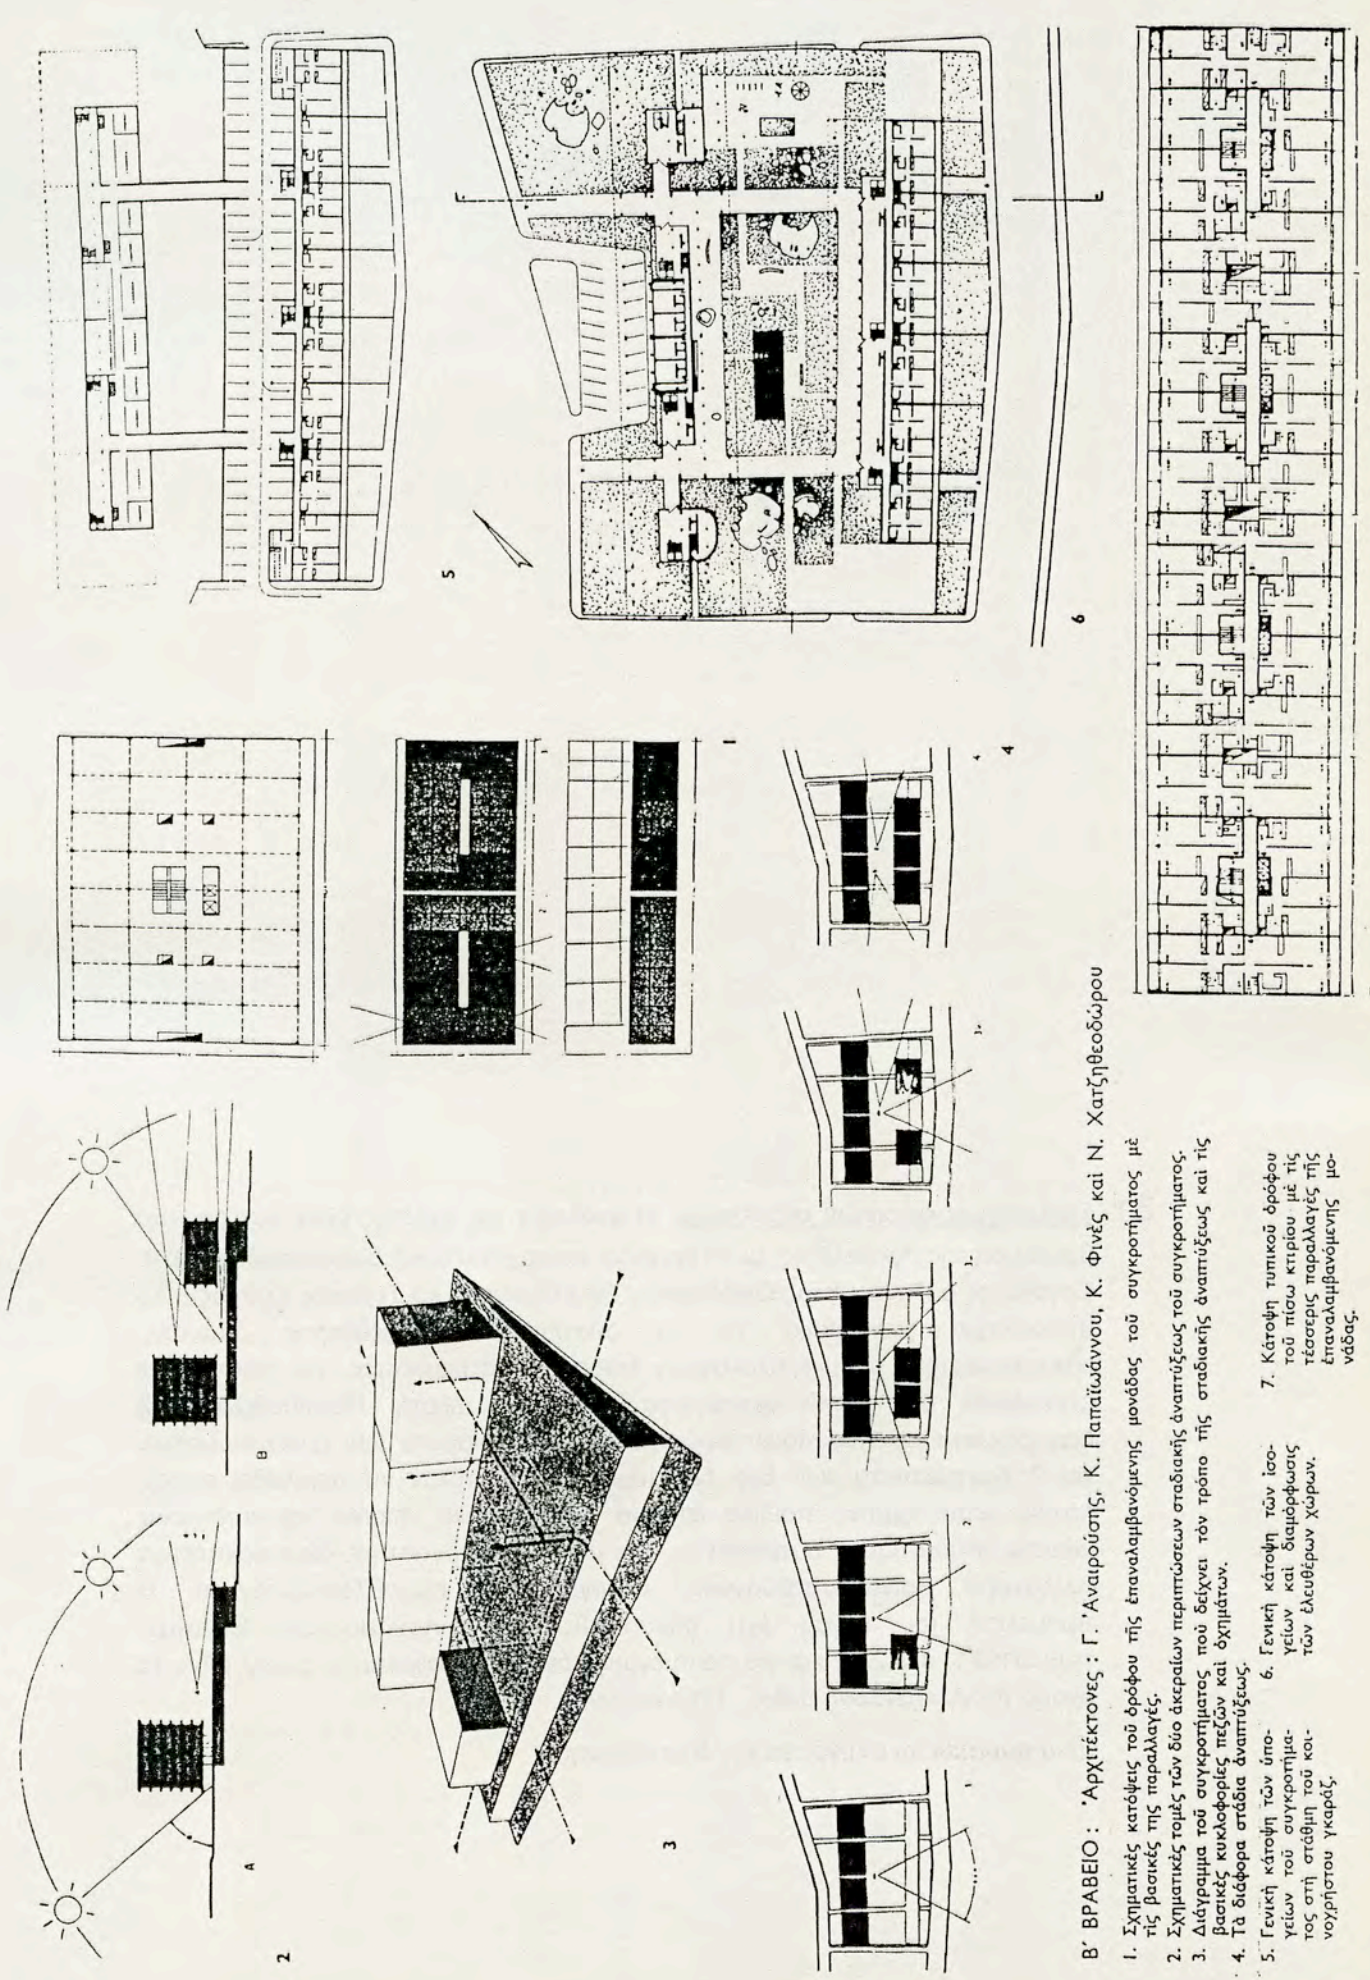 Β′ ΒΡΑΒΕΙΟ : Ἀρχιτέκτονες : Γ. Ἀναιρούσης, Κ. Παπαϊωάννου, Κ. Φινὲς καὶ Ν. Χατζηθεοδώρου
1. Σχηματικὲς κατόψεις τοῦ ὀρόφου τῆς ἐπαναλαμβανόμενης μονάδος τοῦ συγκροτήματος μὲ
τὶς βασικὲς της παραλλαγές.
2. Σχηματικὲς τομὲς τῶν δύο ἀκεραίων περιπτώσεων σταδιακῆς ἀναπτύξεως τοῦ συγκροτήματος.
3. Διάγραμμα τοῦ συγκροτήματος ποὺ δείχνει τὸν τρόπο τῆς σταδιακῆς ἀναπτύξεως καὶ τὶς
βασικὲς κυκλοφορίες πεζῶν καὶ ὀχημάτων.
4. Τὰ διάφορα στάδια ἀναπτύξεως.
5. Γενικὴ κάτοψη τῶν ὑπο-
γείων τοῦ συγκροτήμα-
τος στὴ στάθμη τοῦ κοι-
νοχρήστου γκαράζ.
6. Γενικὴ κάτοψη τῶν ἰσο-
γείων καὶ διαμόρφωσις
τῶν ἐλευθέρων χώρων.
7. Κάτοψη τυπικοῦ ὀρόφου
τοῦ πίσω κτιρίου μὲ τὶς
τέσσερις παραλλαγὲς τῆς
ἐπαναλαμβανόμενης μο-
νάδας.
2
A
B
3
4
5
6